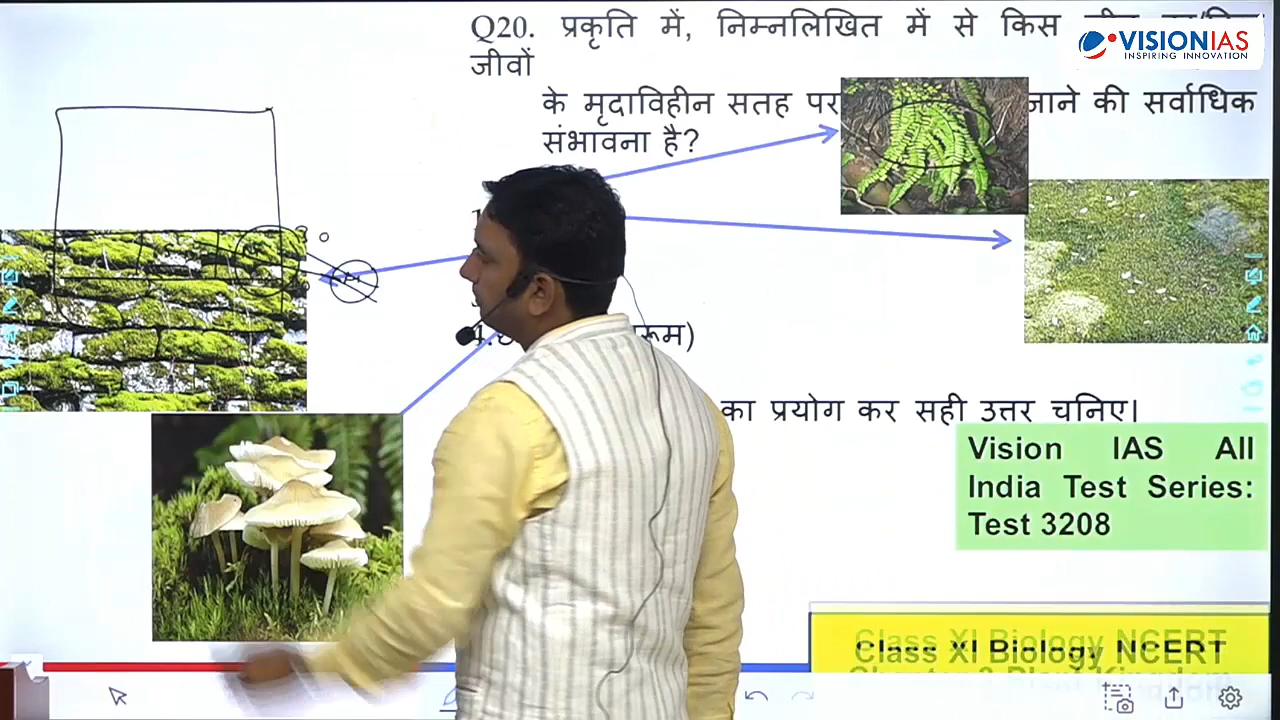 Q20. प्रकृति में, निम्नलिखित में से किस
जीवों
VISIONIAS
INSPIRING INNOVATION
के मृदाविहीन सतह पर जाने की सर्वाधिक
संभावना है?
रूम)
का प्रयोग कर सही उत्तर चुनिए।
Vision IAS All
India Test Series:
Test 3208
Class XI Biology NCERT